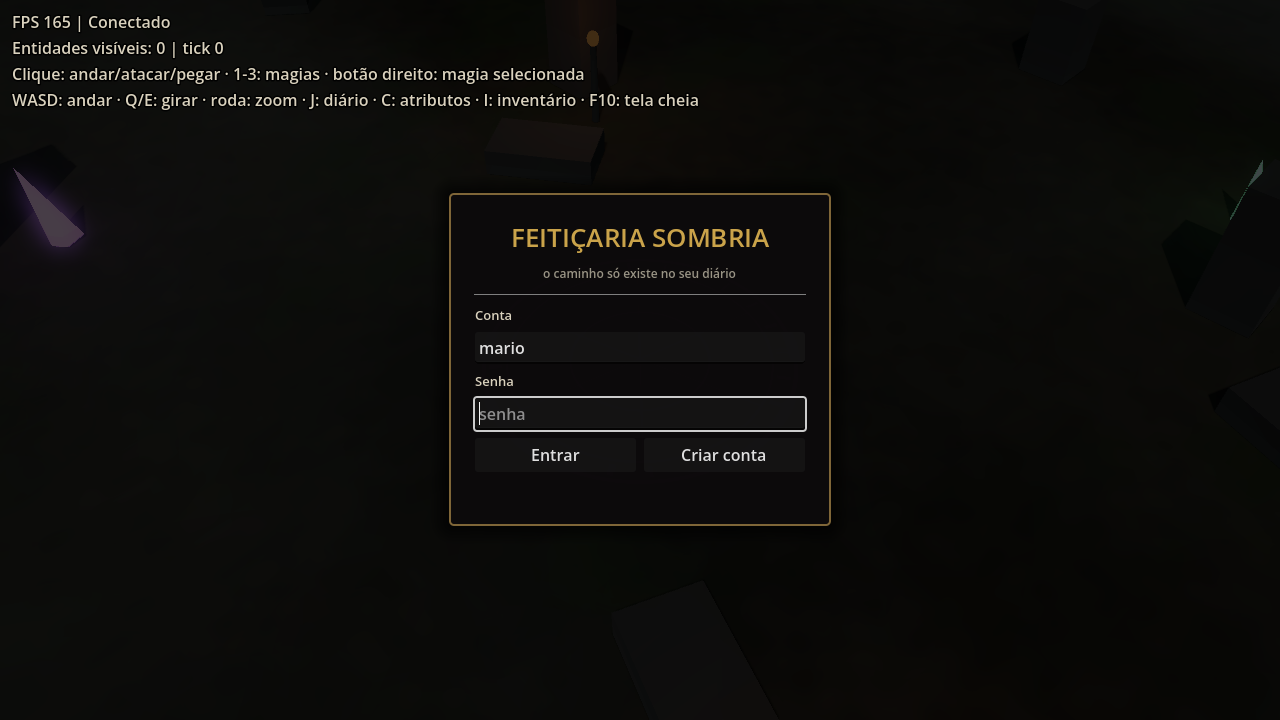 FPS 165 | Conectado
Entidades visíveis: 0 | tick 0
Clique: andar/atacar/pegar · 1-3: magias · botão direito: magia selecionada
WASD: andar · Q/E: girar · roda: zoom · J: diário · C: atributos · I: inventário · F10: tela cheia
FEITIÇARIA SOMBRIA
o caminho só existe no seu diário
Conta
mario
Senha
senha
Entrar Criar conta